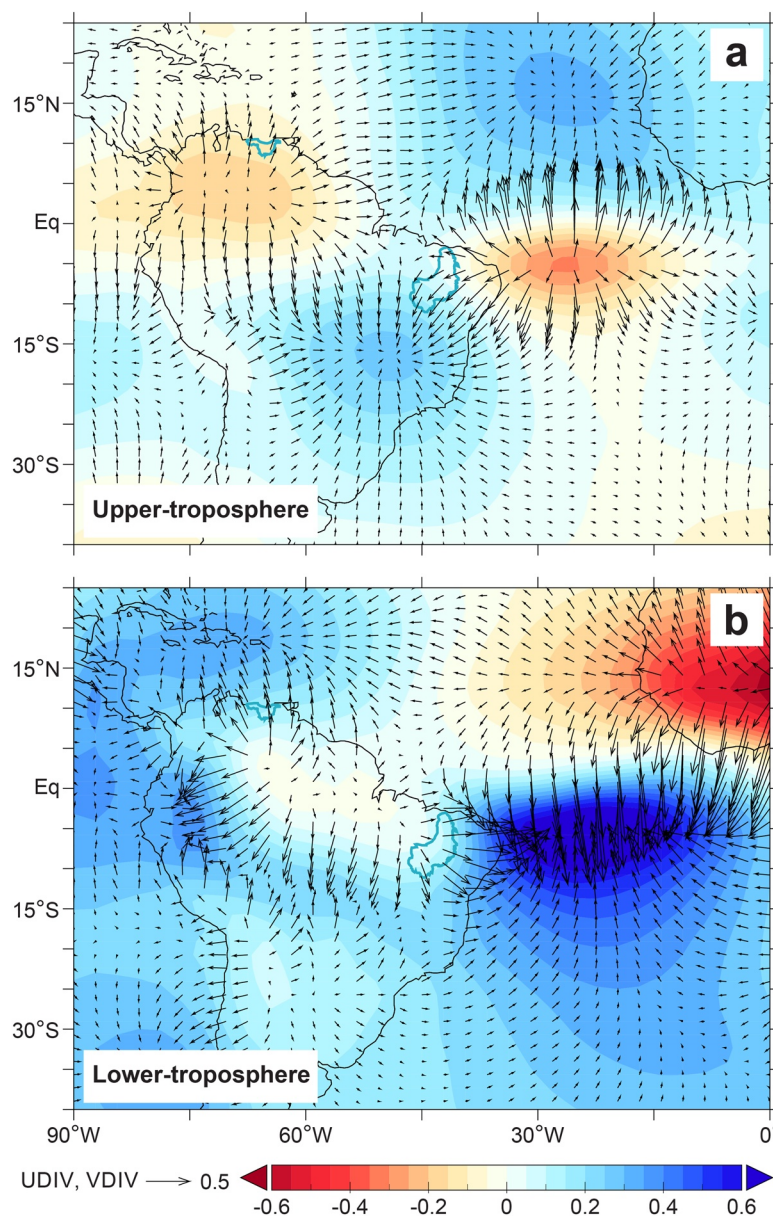 a
15°N
Eq
15°S
30°S
Upper-troposphere
b
15°N
Eq
15°S
30°S
Lower-troposphere
90°W 60°W 30°W 0
UDIV, VDIV 0.5
-0.6 -0.4 -0.2 0 0.2 0.4 0.6